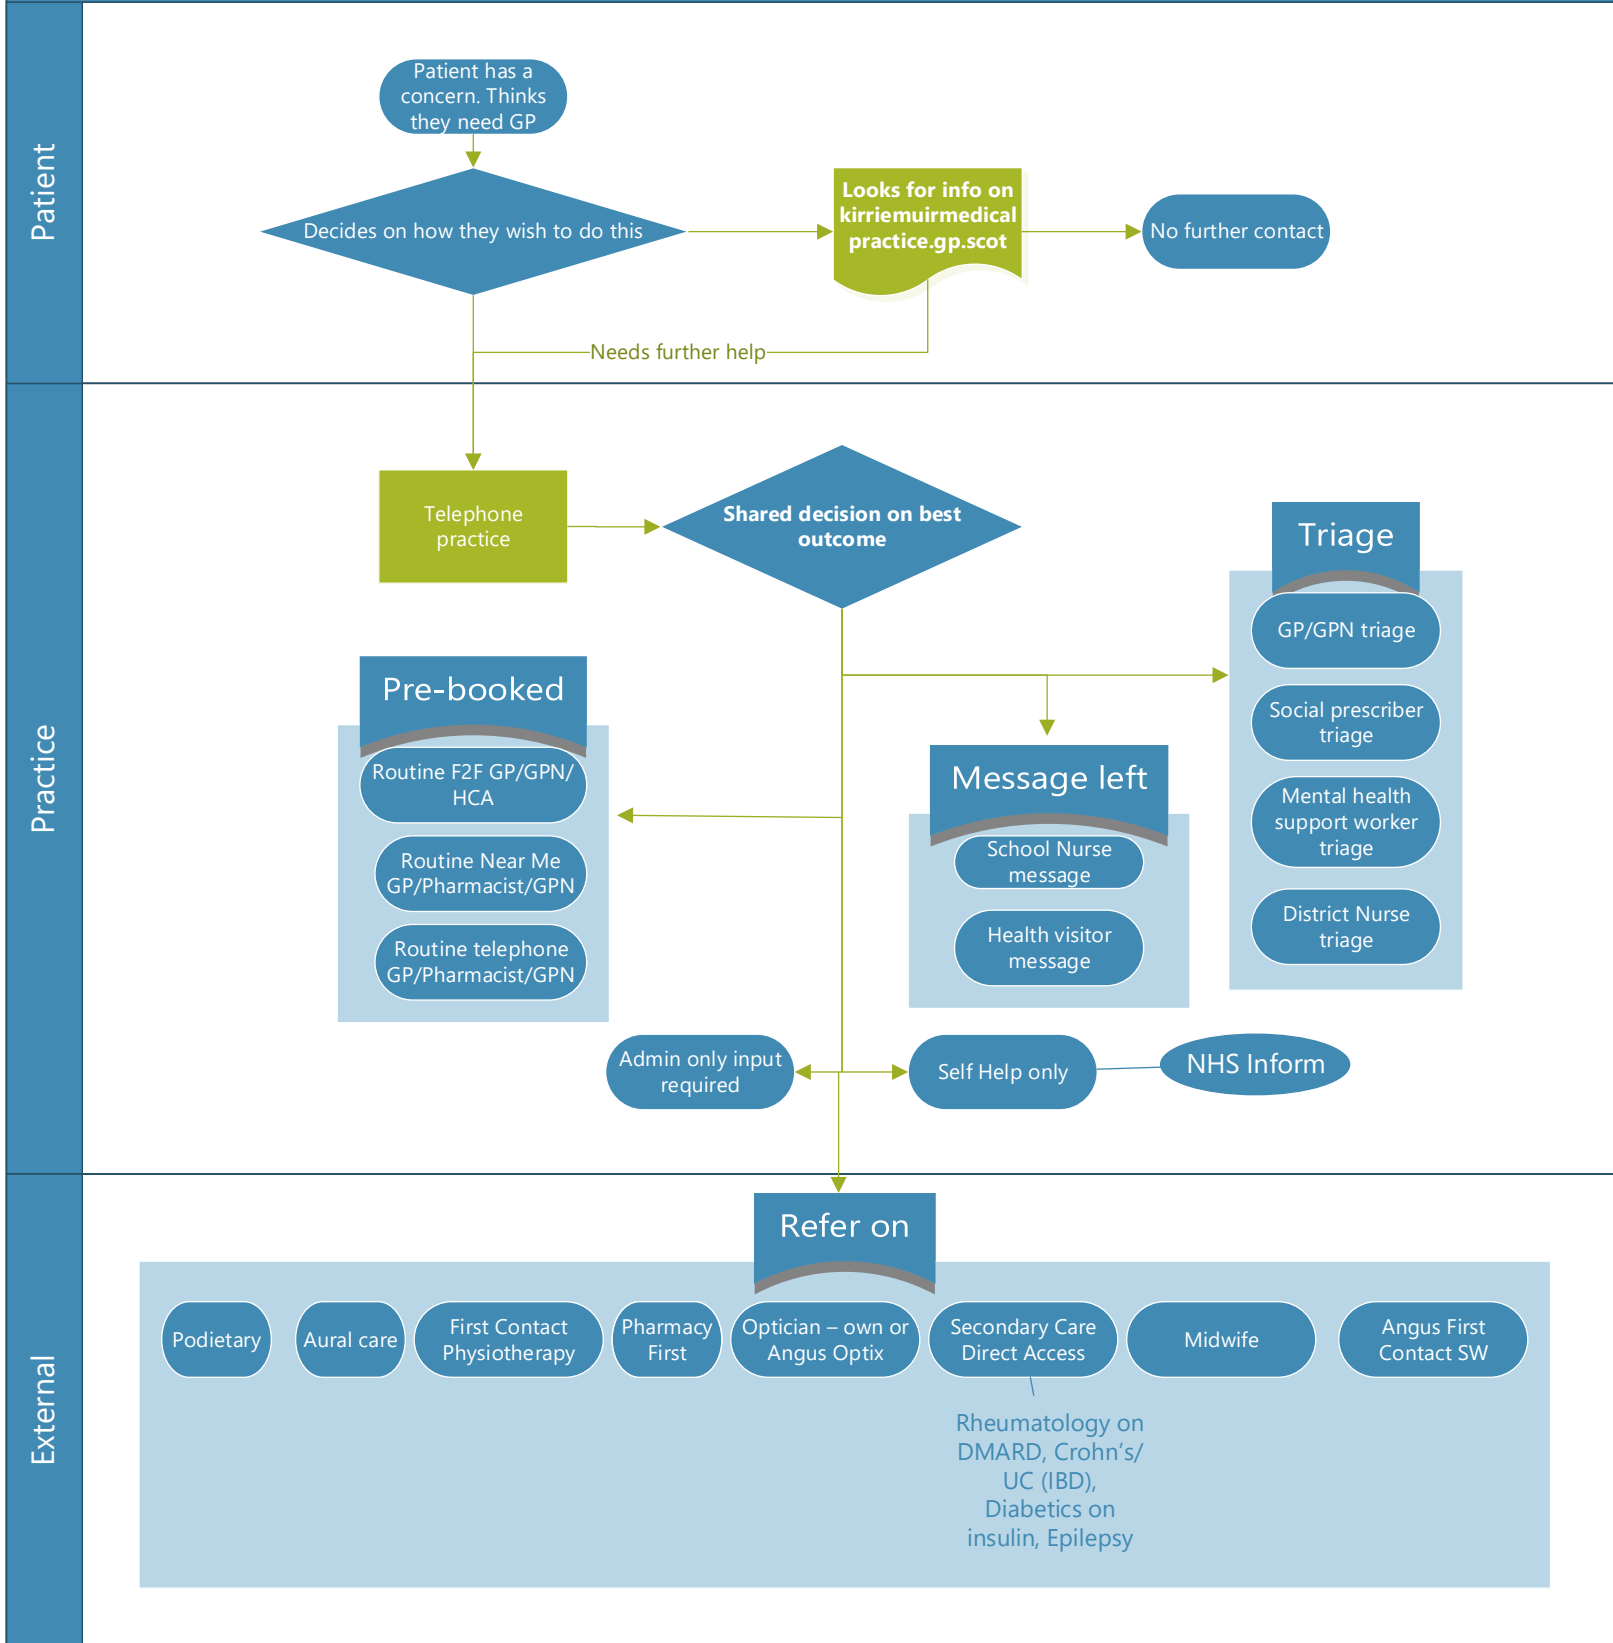 Patient
Patient has a
concern. Thinks
they need GP
Decides on how they wish to do this
Looks for info on
kirriemuirmedical
practice.gp.scot
No further contact
Needs further help
Practice
Telephone
practice
Shared decision on best
outcome
Triage
GP/GPN triage
Social prescriber
triage
Mental health
support worker
triage
District Nurse
triage
Pre-booked
Routine F2F GP/GPN/
HCA
Routine Near Me
GP/Pharmacist/GPN
Routine telephone
GP/Pharmacist/GPN
Message left
School Nurse
message
Health visitor
message
Admin only input
required
Self Help only
NHS Inform
External
Refer on
Podietary
Aural care
First Contact
Physiotherapy
Pharmacy
First
Optician – own or
Angus Optix
Secondary Care
Direct Access
Midwife
Angus First
Contact SW
Rheumatology on
DMARD, Crohn's/
UC (IBD),
Diabetics on
insulin, Epilepsy